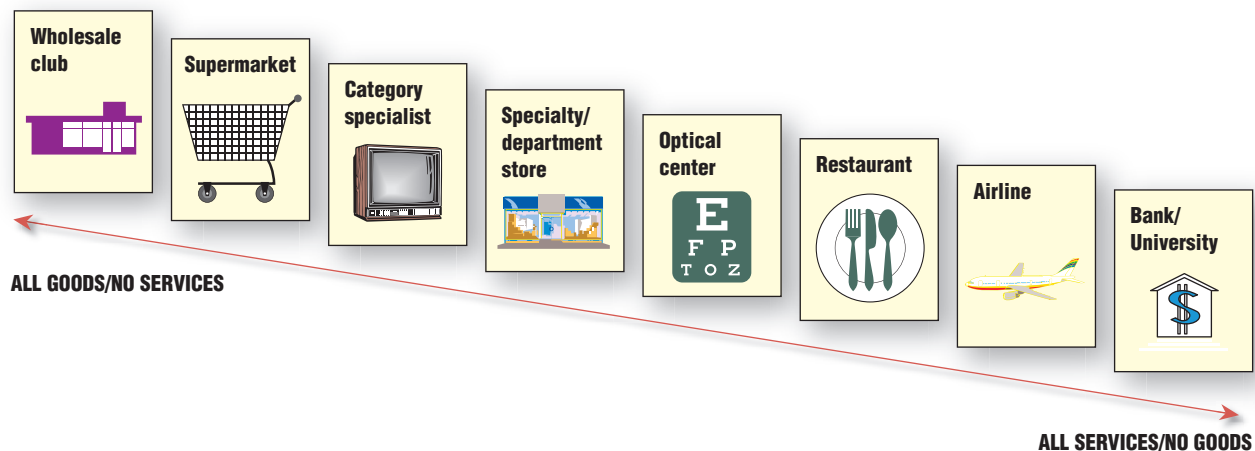 Wholesale
club
Supermarket
Category
specialist
Specialty/
department
store
Optical
center
E
F P
T O Z
Restaurant
Airline
Bank/
University
$
ALL GOODS/NO SERVICES
ALL SERVICES/NO GOODS